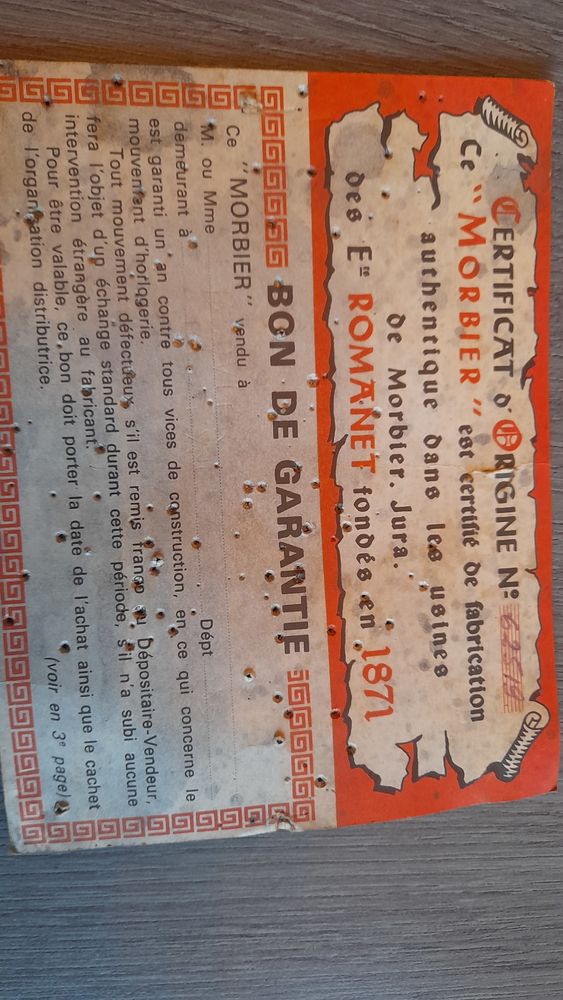 CERTIFICAT D'ORIGINE N° 62519
Ce "MORBIER" est certifié de fabrication
authentique dans les usines
de Morbier. Jura.
des Ets ROMANET fondés en 1871
BON DE GARANTIE
Ce "MORBIER" vendu à
M. ou Mme
demeurant à Dépt
est garanti un an contre tous vices de construction, en ce qui concerne le
mouvement d'horlogerie.
Tout mouvement défectueux, s'il est remis franco au Dépositaire-Vendeur,
fera l'objet d'un échange standard durant cette période, s'il n'a subi aucune
intervention étrangère au fabricant.
Pour être valable, ce bon doit porter la date de l'achat ainsi que le cachet
de l'organisation distributrice. (voir en 3e page)